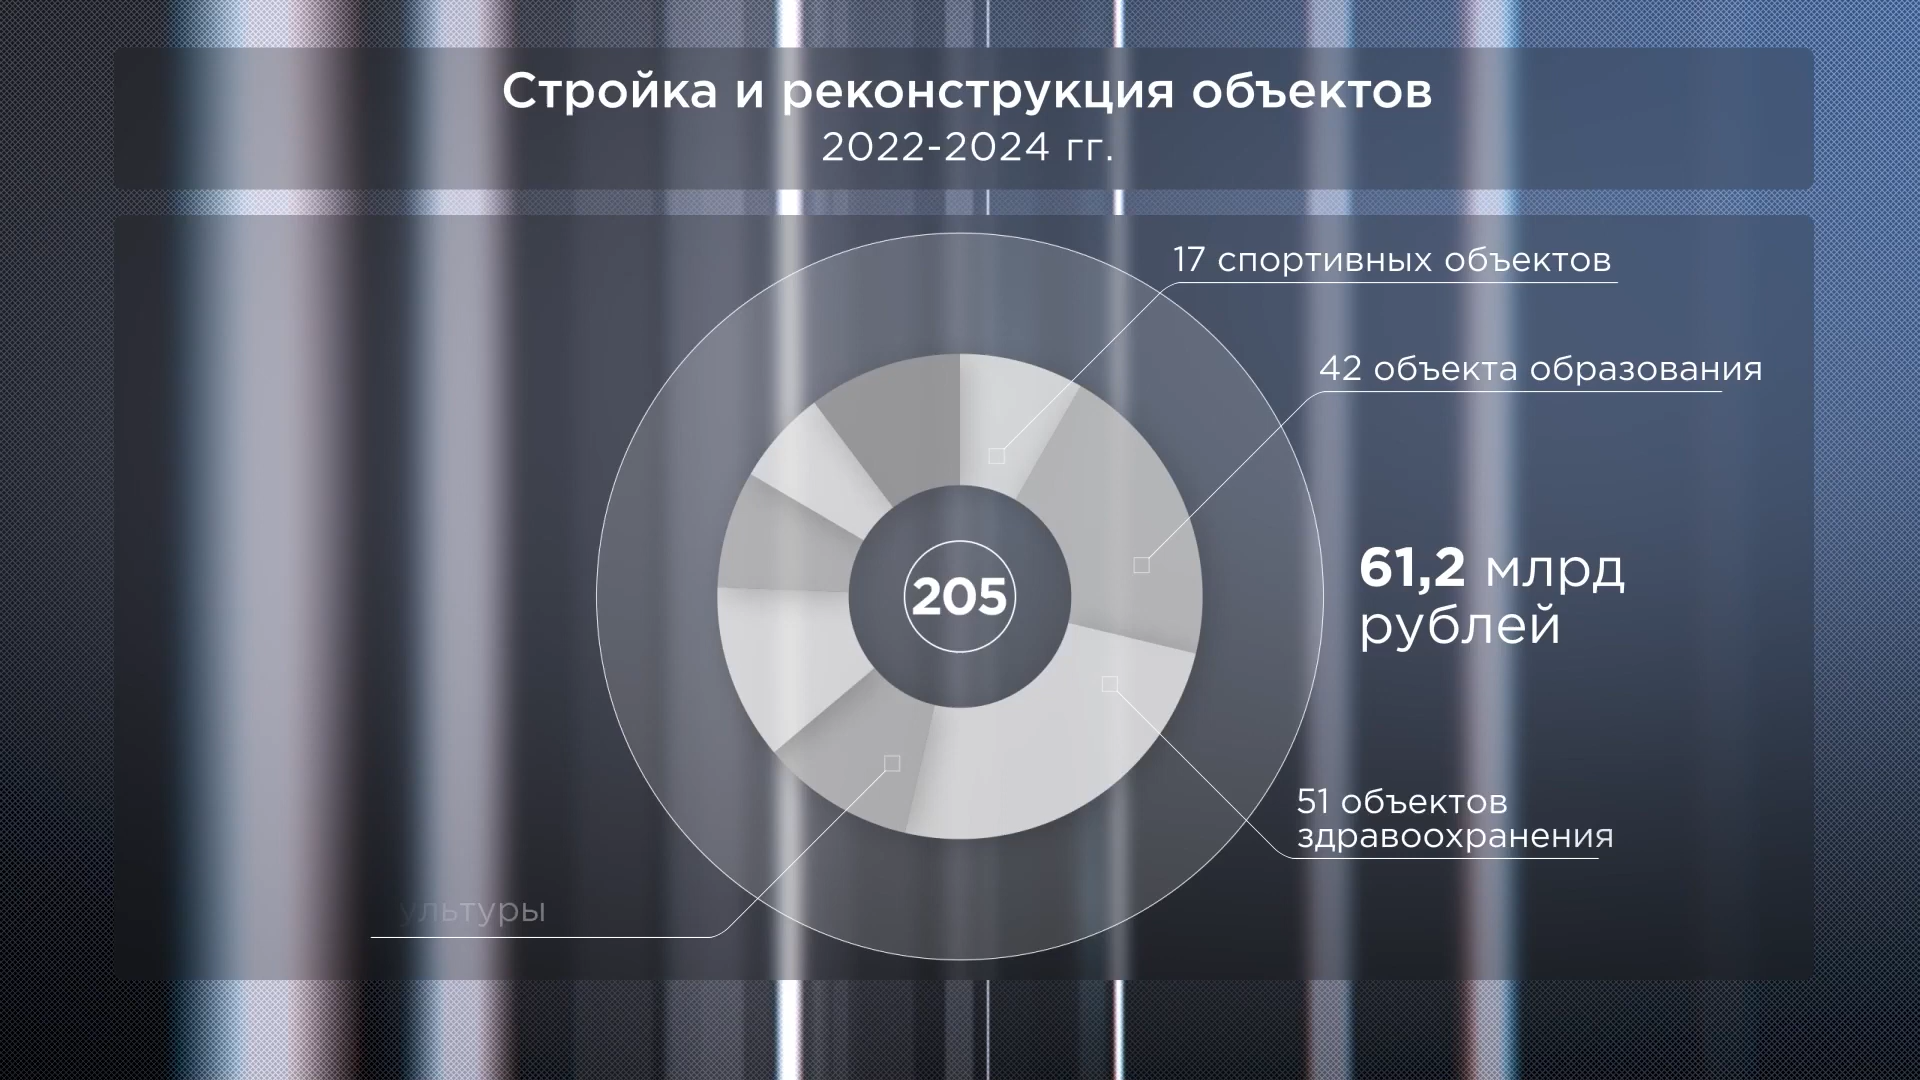 Стройка и реконструкция объектов
2022-2024 гг.
17 спортивных объектов
42 объекта образования
205
61,2 млрд
рублей
51 объектов
здравоохранения
ультуры